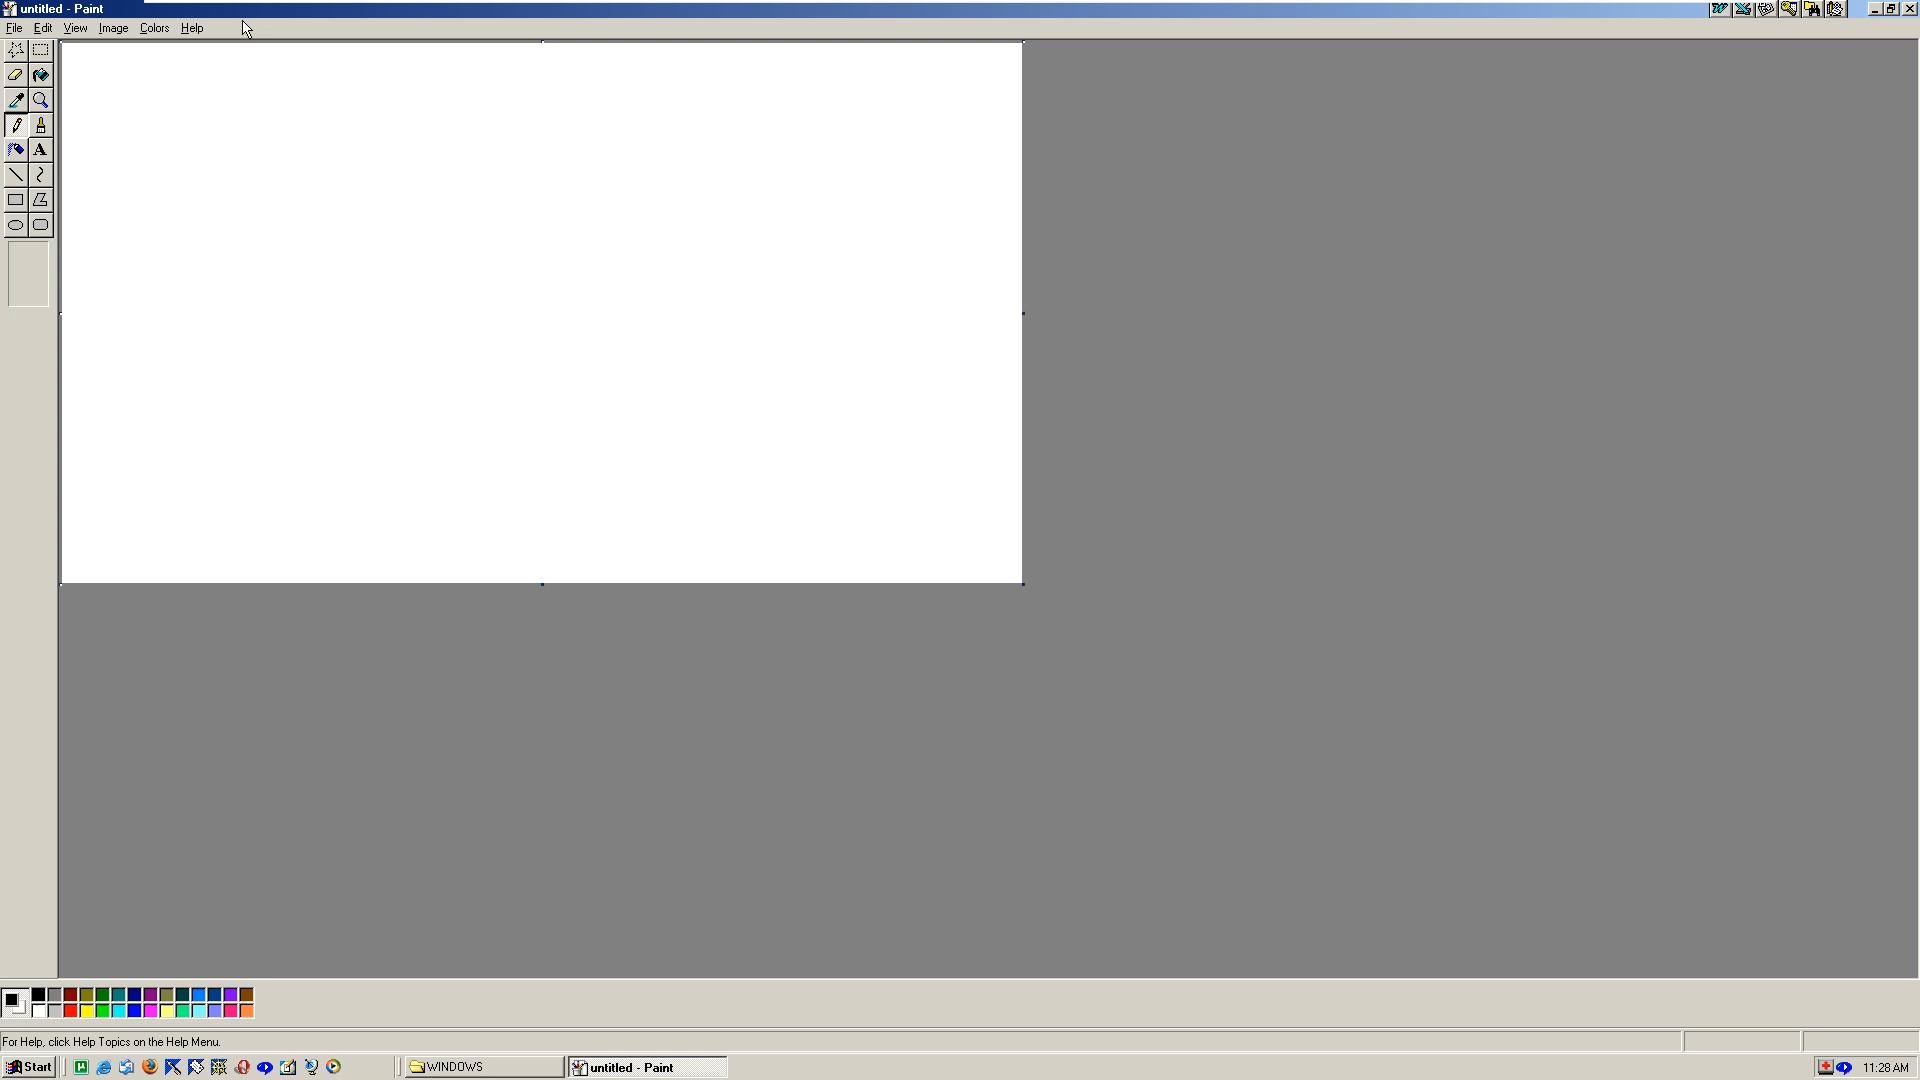 untitled - Paint
File Edit View Image Colors Help
A
For Help, click Help Topics on the Help Menu.
Start WINDOWS untitled - Paint 11:28 AM